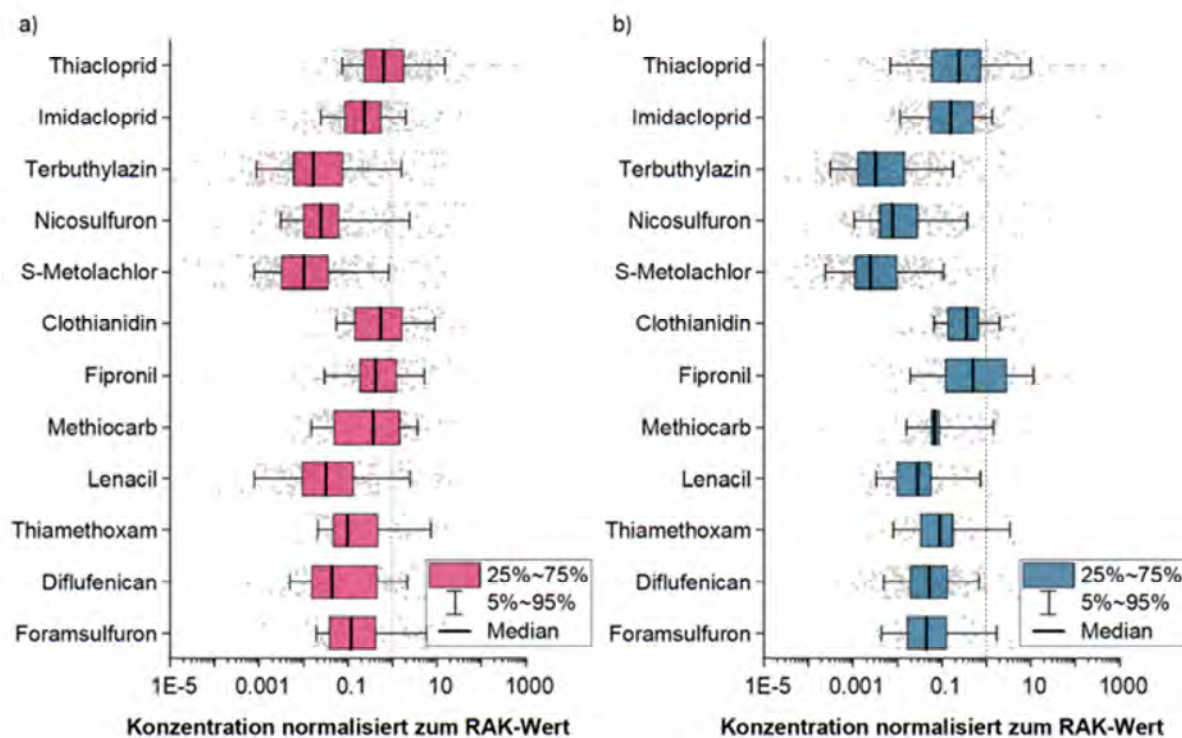 a)
Thiacloprid
Imidacloprid
Terbuthylazin
Nicosulfuron
S-Metolachlor
Clothianidin
Fipronil
Methiocarb
Lenacil
Thiamethoxam
Diflufenican
Foramsulfuron
25%~75%
5%~95%
Median
1E-5 0.001 0.1 10 1000
Konzentration normalisiert zum RAK-Wert
b)
Thiacloprid
Imidacloprid
Terbuthylazin
Nicosulfuron
S-Metolachlor
Clothianidin
Fipronil
Methiocarb
Lenacil
Thiamethoxam
Diflufenican
Foramsulfuron
25%~75%
5%~95%
Median
1E-5 0.001 0.1 10 1000
Konzentration normalisiert zum RAK-Wert